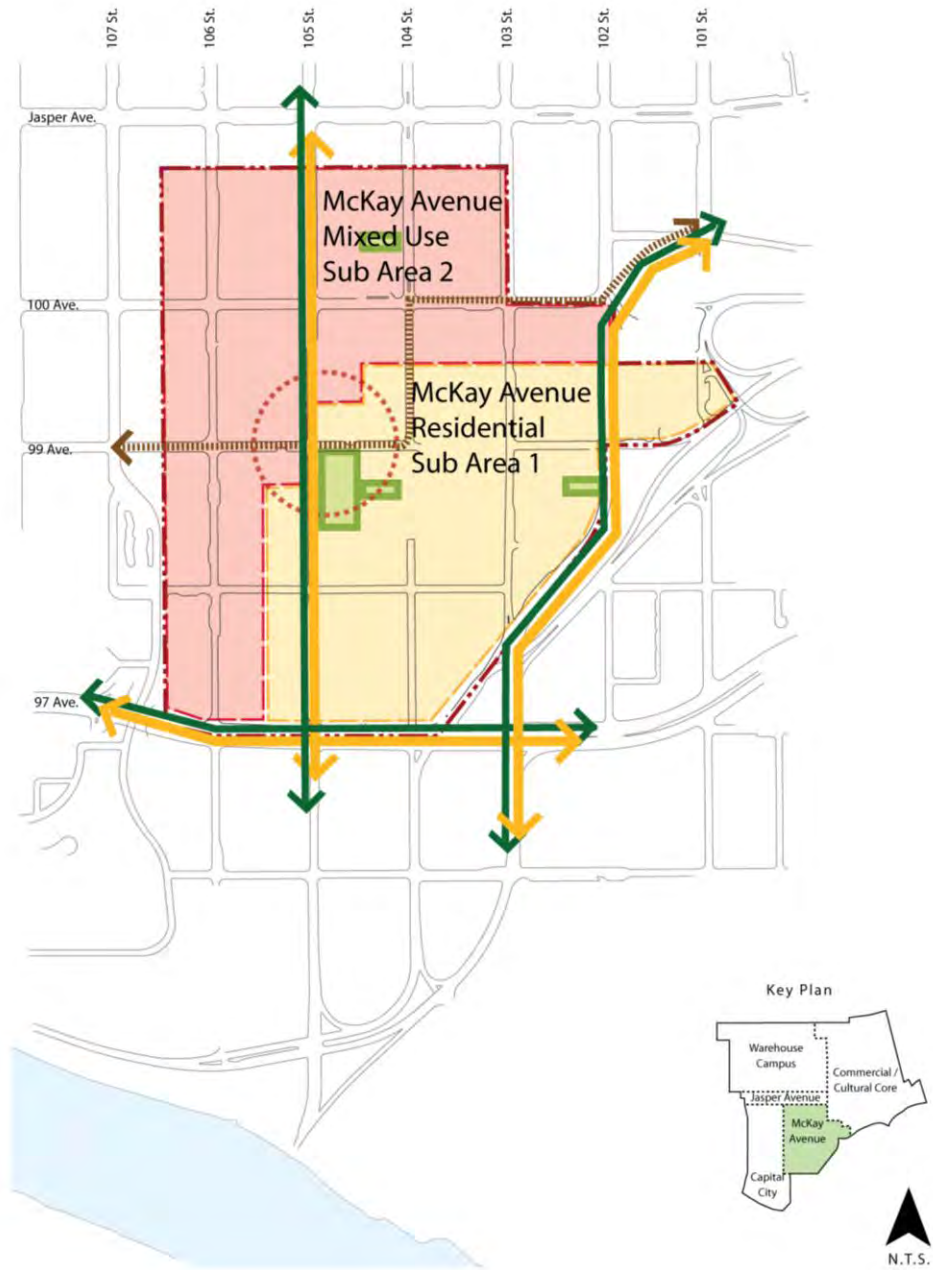 107 St.
106 St.
105 St.
104 St.
103 St.
102 St.
101 St.
Jasper Ave.
McKay Avenue
Mixed Use
Sub Area 2
100 Ave.
McKay Avenue
Residential
Sub Area 1
99 Ave.
97 Ave.
Key Plan
Warehouse
Campus
Commercial /
Cultural Core
Jasper Avenue
McKay
Avenue
Capital
City
N.T.S.